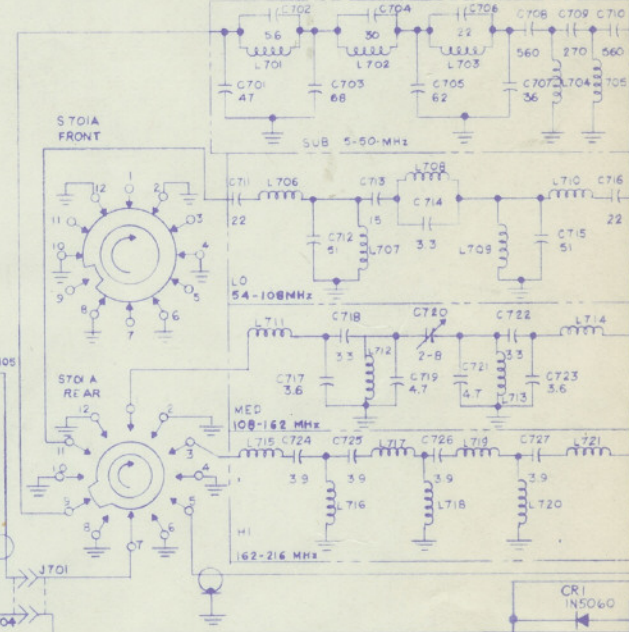 C702 C704 C706 C708 C709 C710
5.6 30 22 560 270 560
L701 L702 L703
C701 C703 C705 C707 L704 705
47 68 62 36
S701A
FRONT
SUB 5-50-MHz
12 1 2 3 4 5 6 7 8 9 10 11
C711 L706 C713 L708 L710 C716
22 15 C714 22
3.3
C712 L707 L709 C715
51 51
LO
54-108MHz
L711 C718 C720 C722 L714
3.3 2-8 3.3
L712 L713
C717 C719 C721 C723
3.6 4.7 4.7 3.6
MED
108-162 MHz
105
S701A
REAR
12 2 3 4 5 6 7 8 9 10 11
L715 C724 C725 L717 C726 L719 C727 L721
3.9 3.9 3.9 3.9
L716 L718 L720
HI
162-216 MHz
J701
04
CR1
IN5060